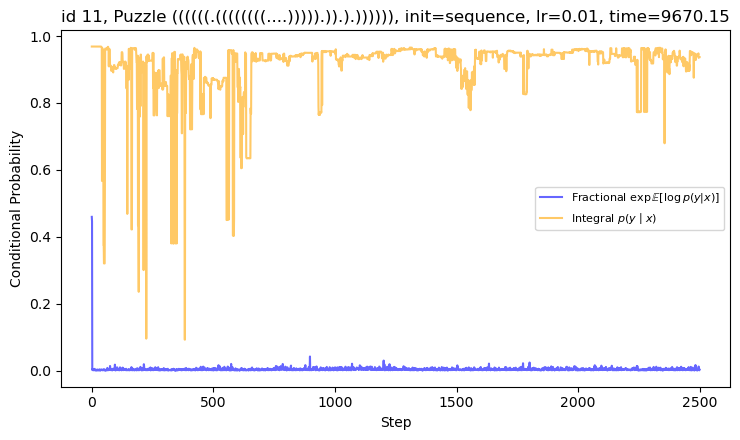 id 11, Puzzle ((((((.((((((((....))))).)).).)))))), init=sequence, lr=0.01, time=9670.15
Conditional Probability
1.0
0.8
0.6
0.4
0.2
0.0
Fractional exp𝔼[log p(y|x)]
Integral p(y | x)
0
500
1000
1500
2000
2500
Step